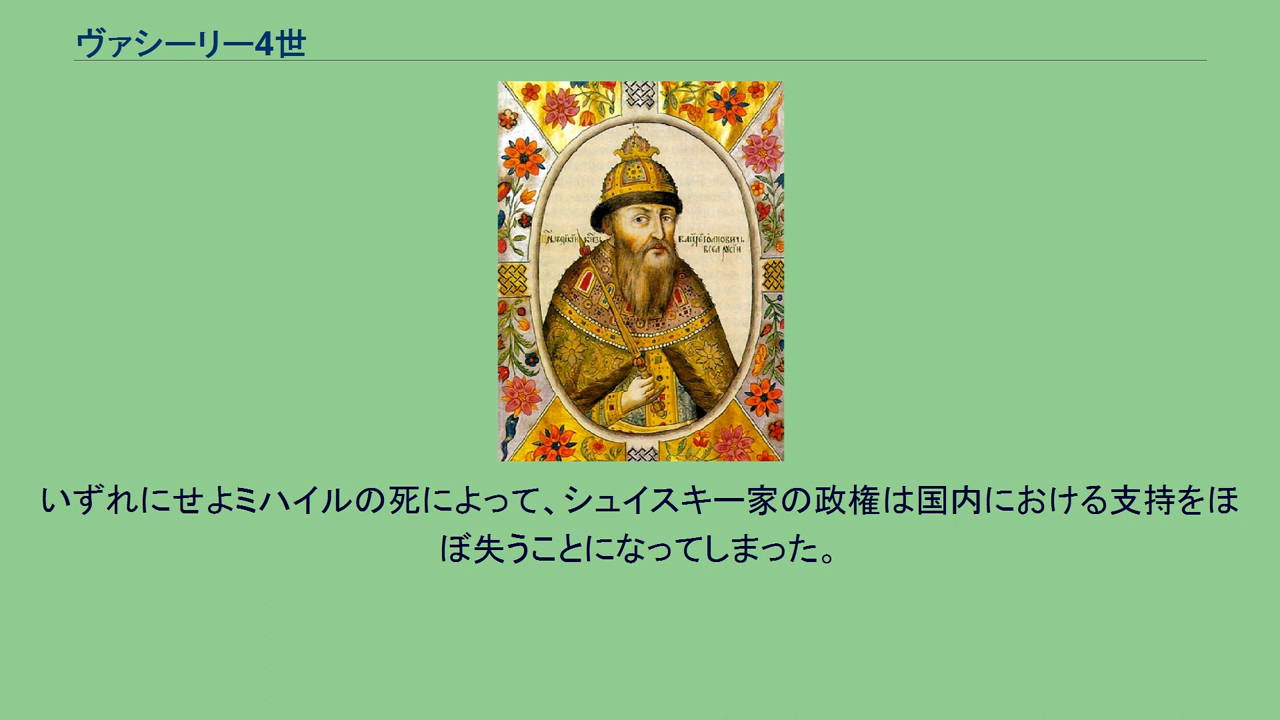 ヴァシーリー4世
いずれにせよミハイルの死によって、シュイスキー家の政権は国内における支持をほ
ぼ失うことになってしまった。